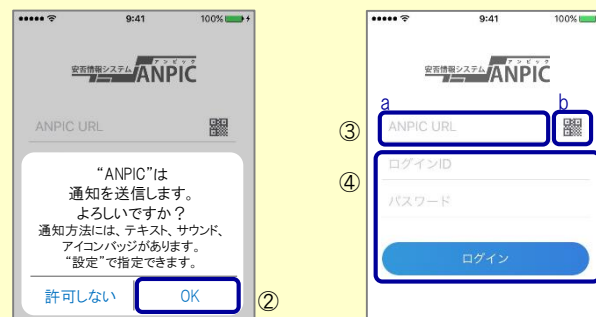 9:41
100%
安否情報システム
アンピック
ANPIC
ANPIC URL
“ANPIC”は
通知を送信します。
よろしいですか？
通知方法には、テキスト、サウンド、
アイコンバッジがあります。
“設定”で指定できます。
許可しない
OK
②
9:41
100%
安否情報システム
アンピック
ANPIC
a
b
③
ANPIC URL
④
ログインID
パスワード
ログイン